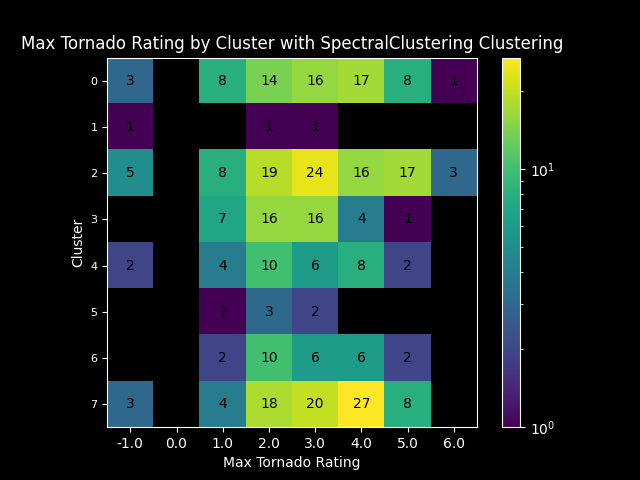 Max Tornado Rating by Cluster with SpectralClustering Clustering
0 3 8 14 16 17 8 1
1 1 1 1
2 5 8 19 24 16 17 3
3 7 16 16 4 1
4 2 4 10 6 8 2
5 1 3 2
6 2 10 6 6 2
7 3 4 18 20 27 8
-1.0 0.0 1.0 2.0 3.0 4.0 5.0 6.0
Max Tornado Rating
Cluster
10¹
10⁰